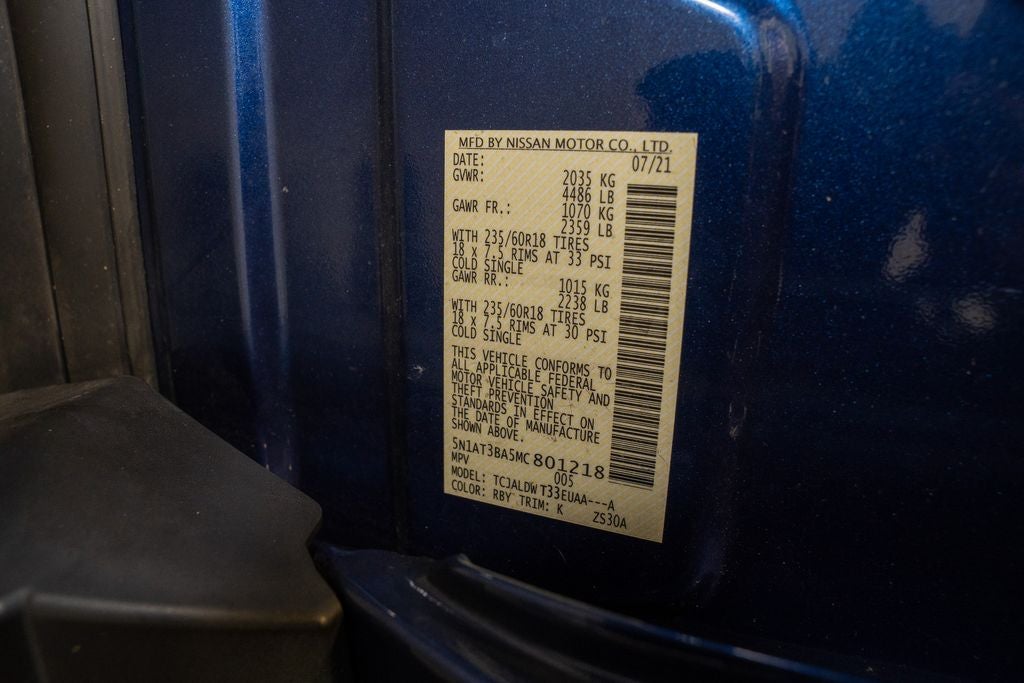 MFD BY NISSAN MOTOR CO., LTD.
DATE: 07/21
GVWR: 2035 KG
4486 LB
GAWR FR.: 1070 KG
2359 LB
WITH 235/60R18 TIRES
18 x 7.5 RIMS AT 33 PSI
COLD SINGLE
GAWR RR.: 1015 KG
2238 LB
WITH 235/60R18 TIRES
18 x 7.5 RIMS AT 30 PSI
COLD SINGLE
THIS VEHICLE CONFORMS TO
ALL APPLICABLE FEDERAL
MOTOR VEHICLE SAFETY AND
THEFT PREVENTION
STANDARDS IN EFFECT ON
THE DATE OF MANUFACTURE
SHOWN ABOVE.
5N1AT3BA5MC801218
MPV 005
MODEL: TCJALDWT33EUAA---A
COLOR: RBY TRIM: K ZS30A